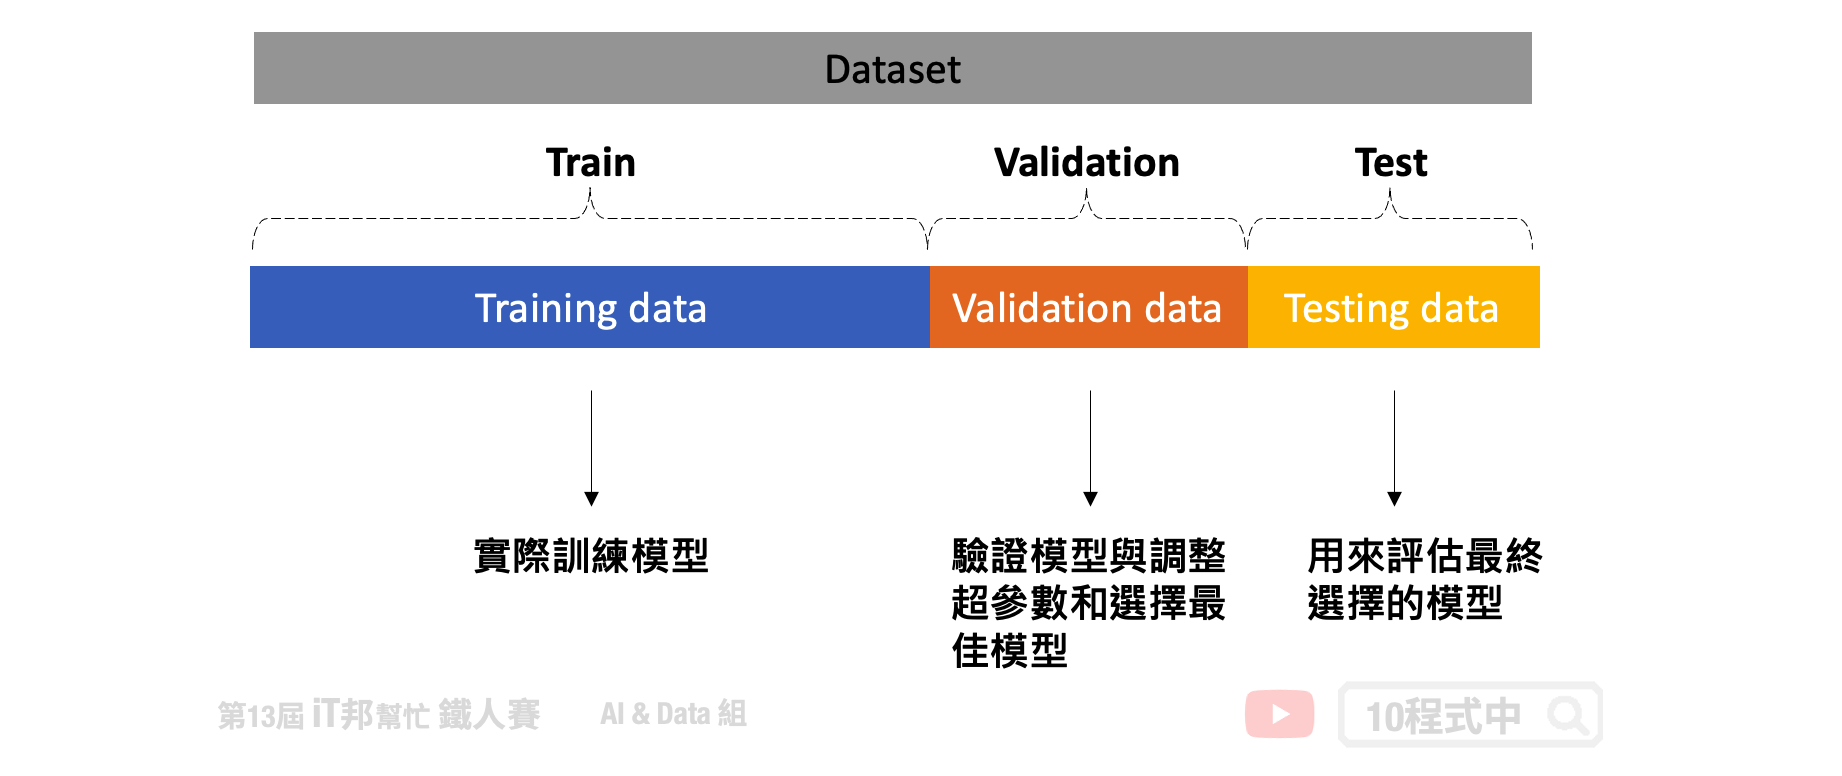 Dataset
Train
Validation
Test
Training data
Validation data
Testing data
實際訓練模型
驗證模型與調整
超參數和選擇最
佳模型
用來評估最終
選擇的模型
第13屆 iT邦幫忙 鐵人賽
AI & Data 組
10程式中